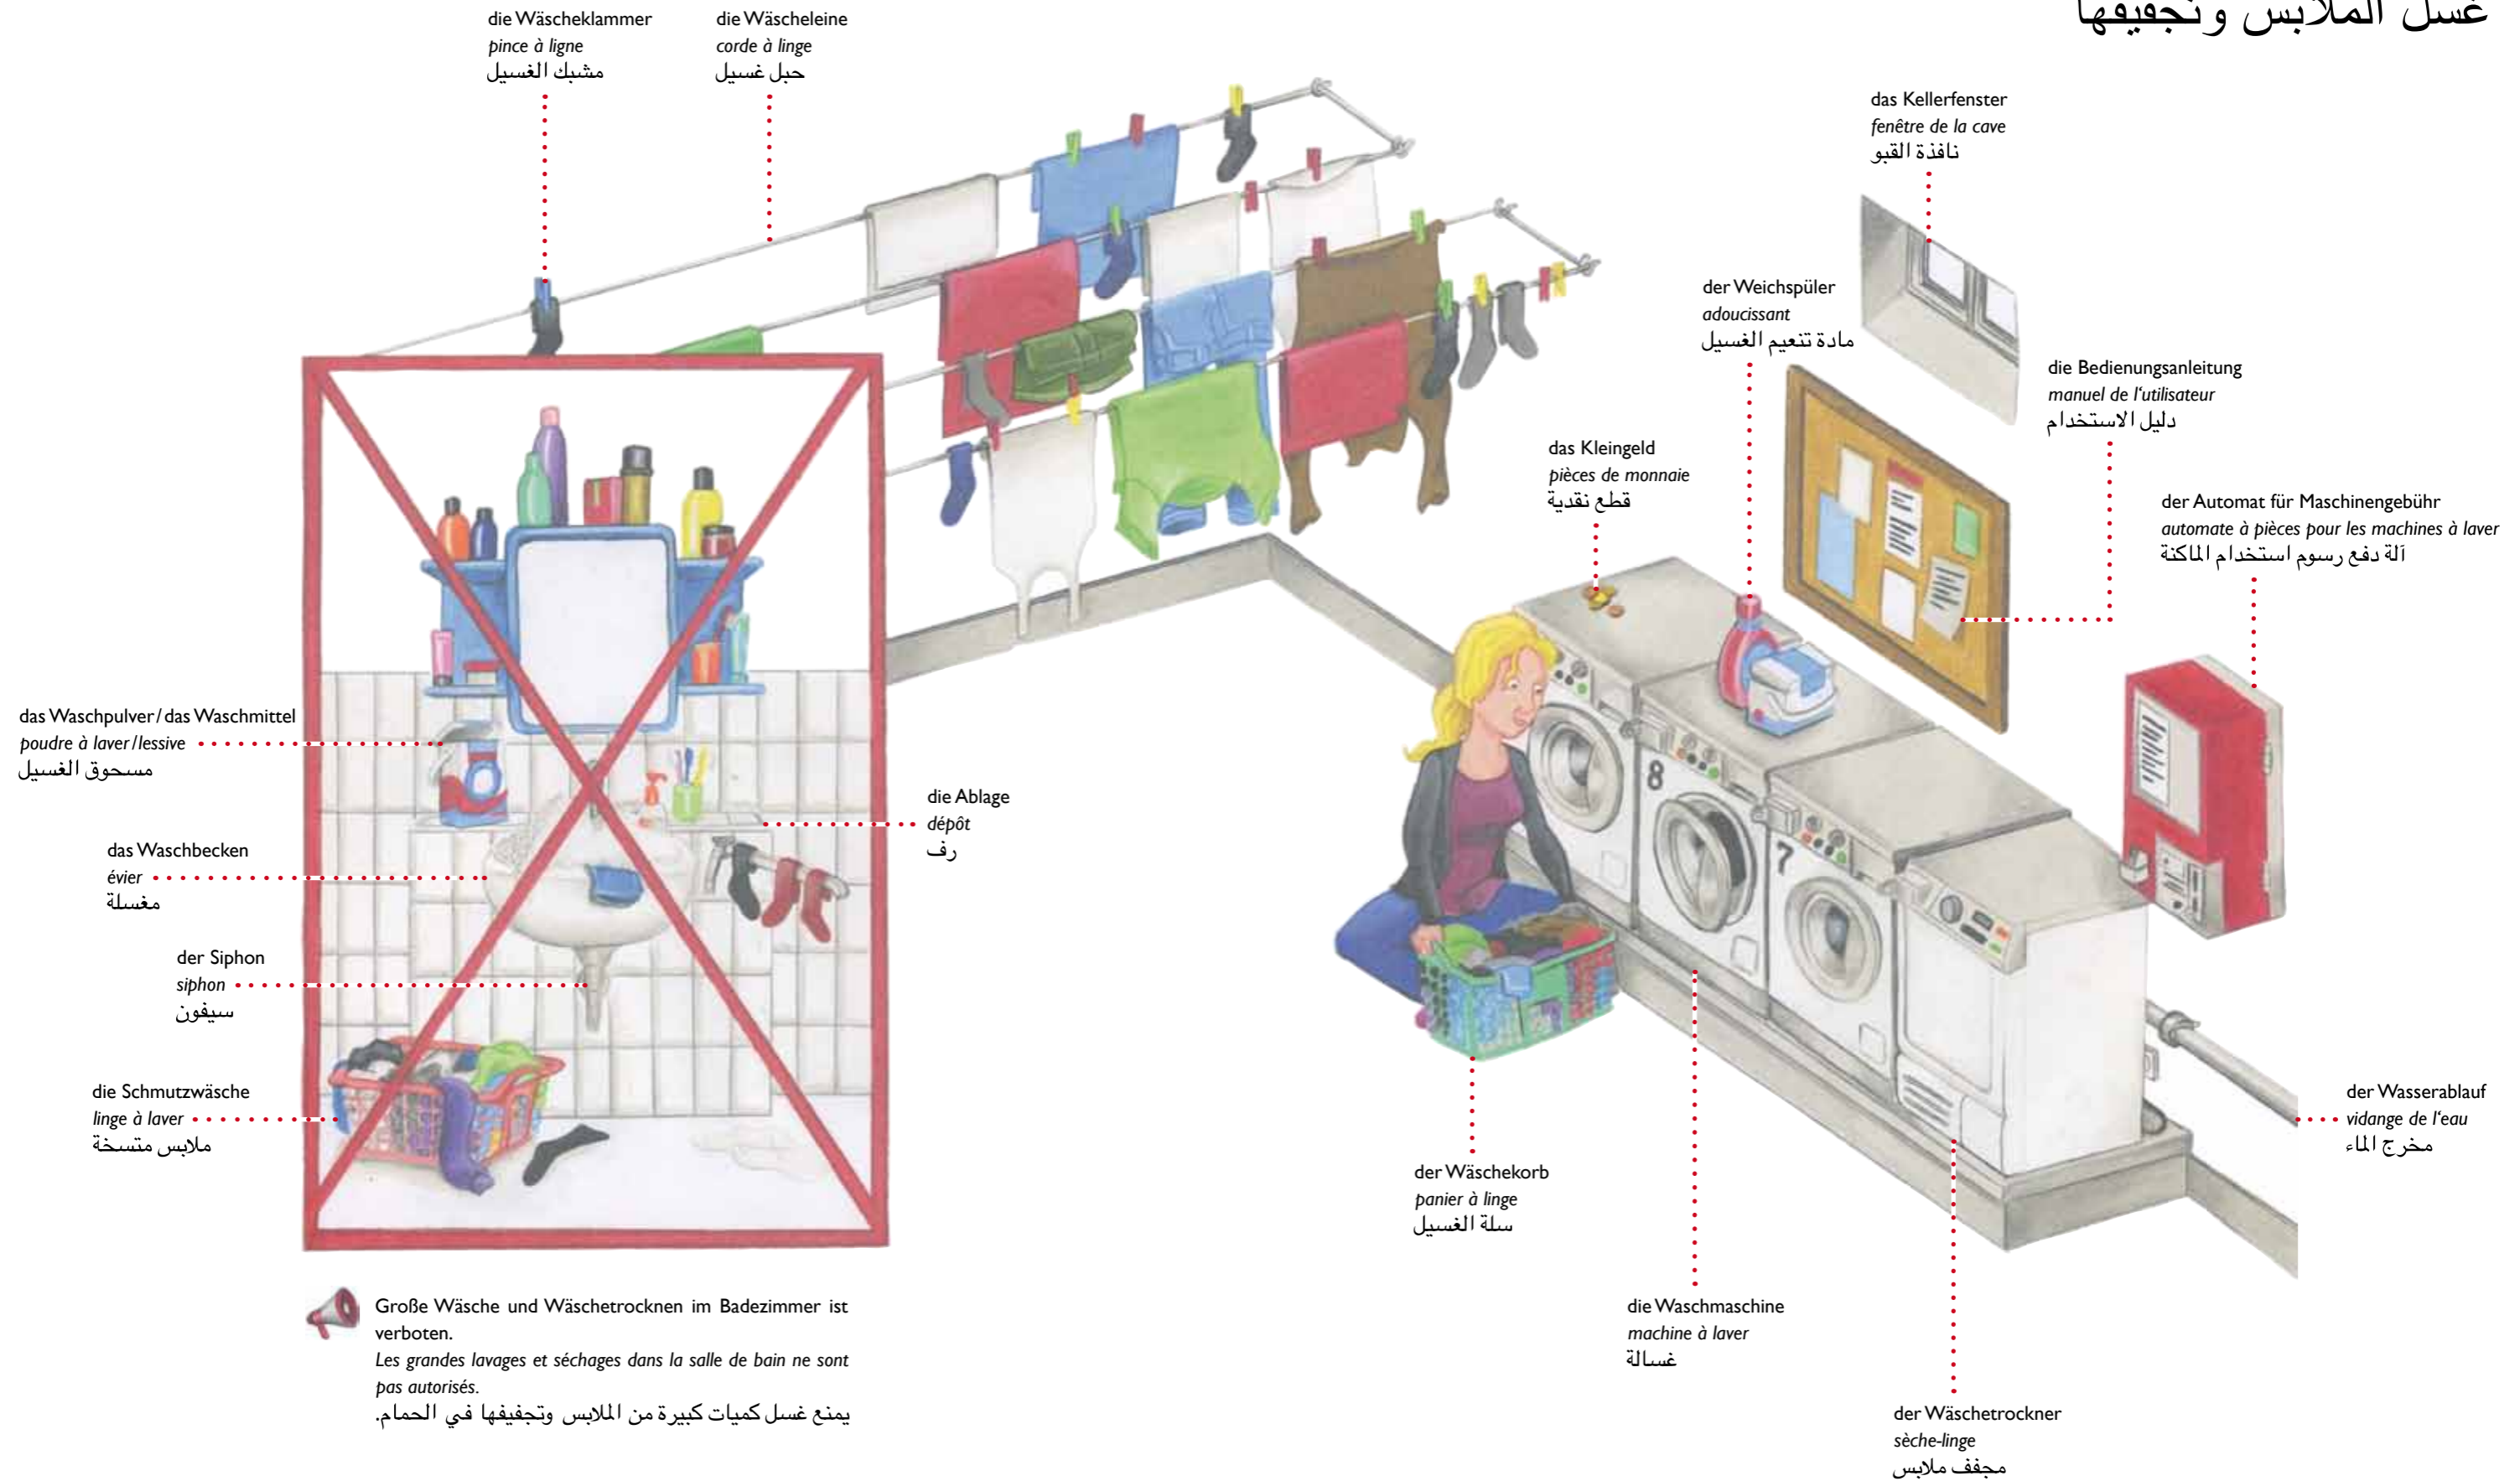 غسل الملابس وتجفيفها
die Wäscheklammer
pince à ligne
مشبك الغسيل
die Wäscheleine
corde à linge
حبل غسيل
das Kellerfenster
fenêtre de la cave
نافذة القبو
der Weichspüler
adoucissant
مادة تنعيم الغسيل
die Bedienungsanleitung
manuel de l‘utilisateur
دليل الاستخدام
das Kleingeld
pièces de monnaie
قطع نقدية
der Automat für Maschinengebühr
automate à pièces pour les machines à laver
آلة دفع رسوم استخدام الماكنة
das Waschpulver/das Waschmittel
poudre à laver/lessive
مسحوق الغسيل
die Ablage
dépôt
رف
das Waschbecken
évier
مغسلة
der Siphon
siphon
سيفون
die Schmutzwäsche
linge à laver
ملابس متسخة
8
7
der Wasserablauf
vidange de l‘eau
مخرج الماء
der Wäschekorb
panier à linge
سلة الغسيل
die Waschmaschine
machine à laver
غسالة
der Wäschetrockner
sèche-linge
مجفف ملابس
Große Wäsche und Wäschetrocknen im Badezimmer ist
verboten.
Les grandes lavages et séchages dans la salle de bain ne sont
pas autorisés.
يمنع غسل كميات كبيرة من الملابس وتجفيفها في الحمام.